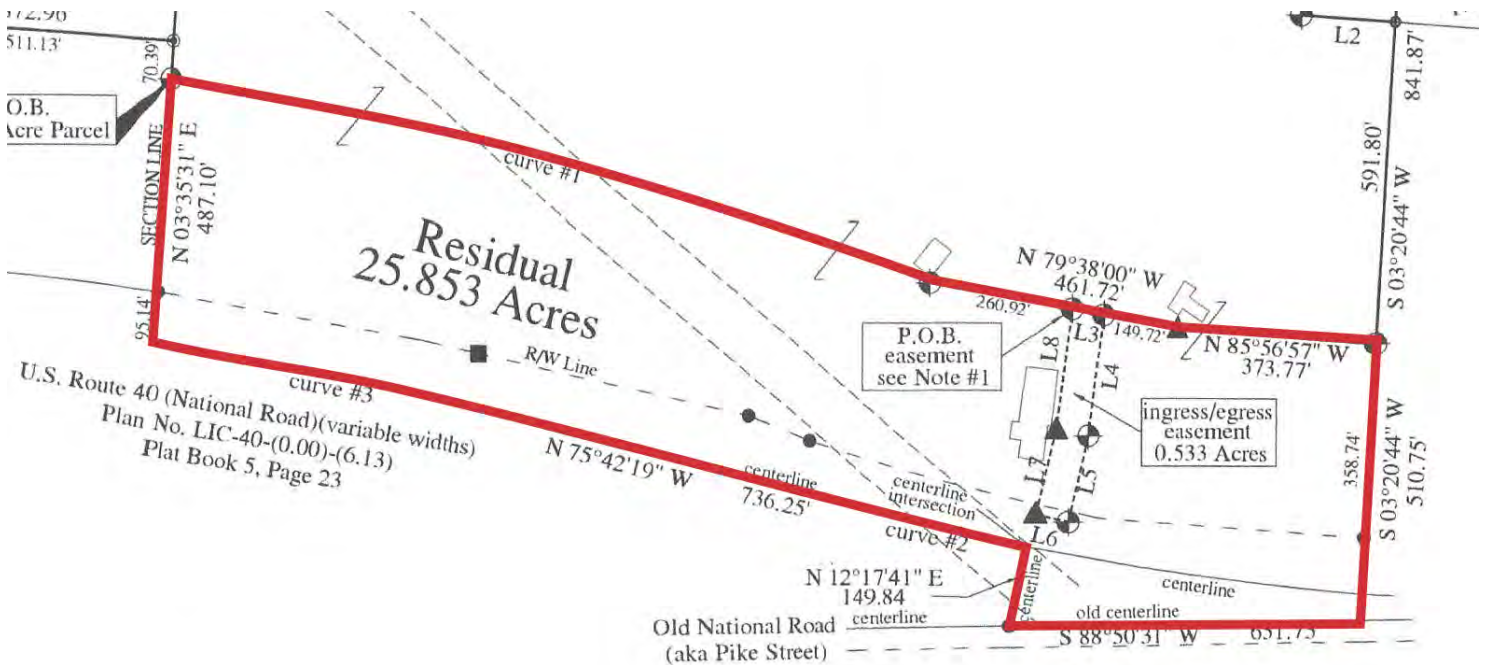 511.13'
70.39'
O.B.
Acre Parcel
SECTION LINE
N 03°35'31" E
487.10'
95.14'
curve #1
Residual
25.853 Acres
R/W Line
curve #3
U.S. Route 40 (National Road)(variable widths)
Plan No. LIC-40-(0.00)-(6.13)
Plat Book 5, Page 23
N 75°42'19" W
736.25'
centerline
centerline
intersection
curve #2
L2
841.87'
591.80'
S 03°20'44" W
N 79°38'00" W
461.72'
260.92'
L3
149.72'
N 85°56'57" W
373.77'
P.O.B.
easement
see Note #1
L8
L4
ingress/egress
easement
0.533 Acres
L7
L5
L6
358.74'
S 03°20'44" W
510.75'
N 12°17'41" E
149.84
centerline
centerline
old centerline
S 88°50'31" W
651.75'
Old National Road
(aka Pike Street)
centerline